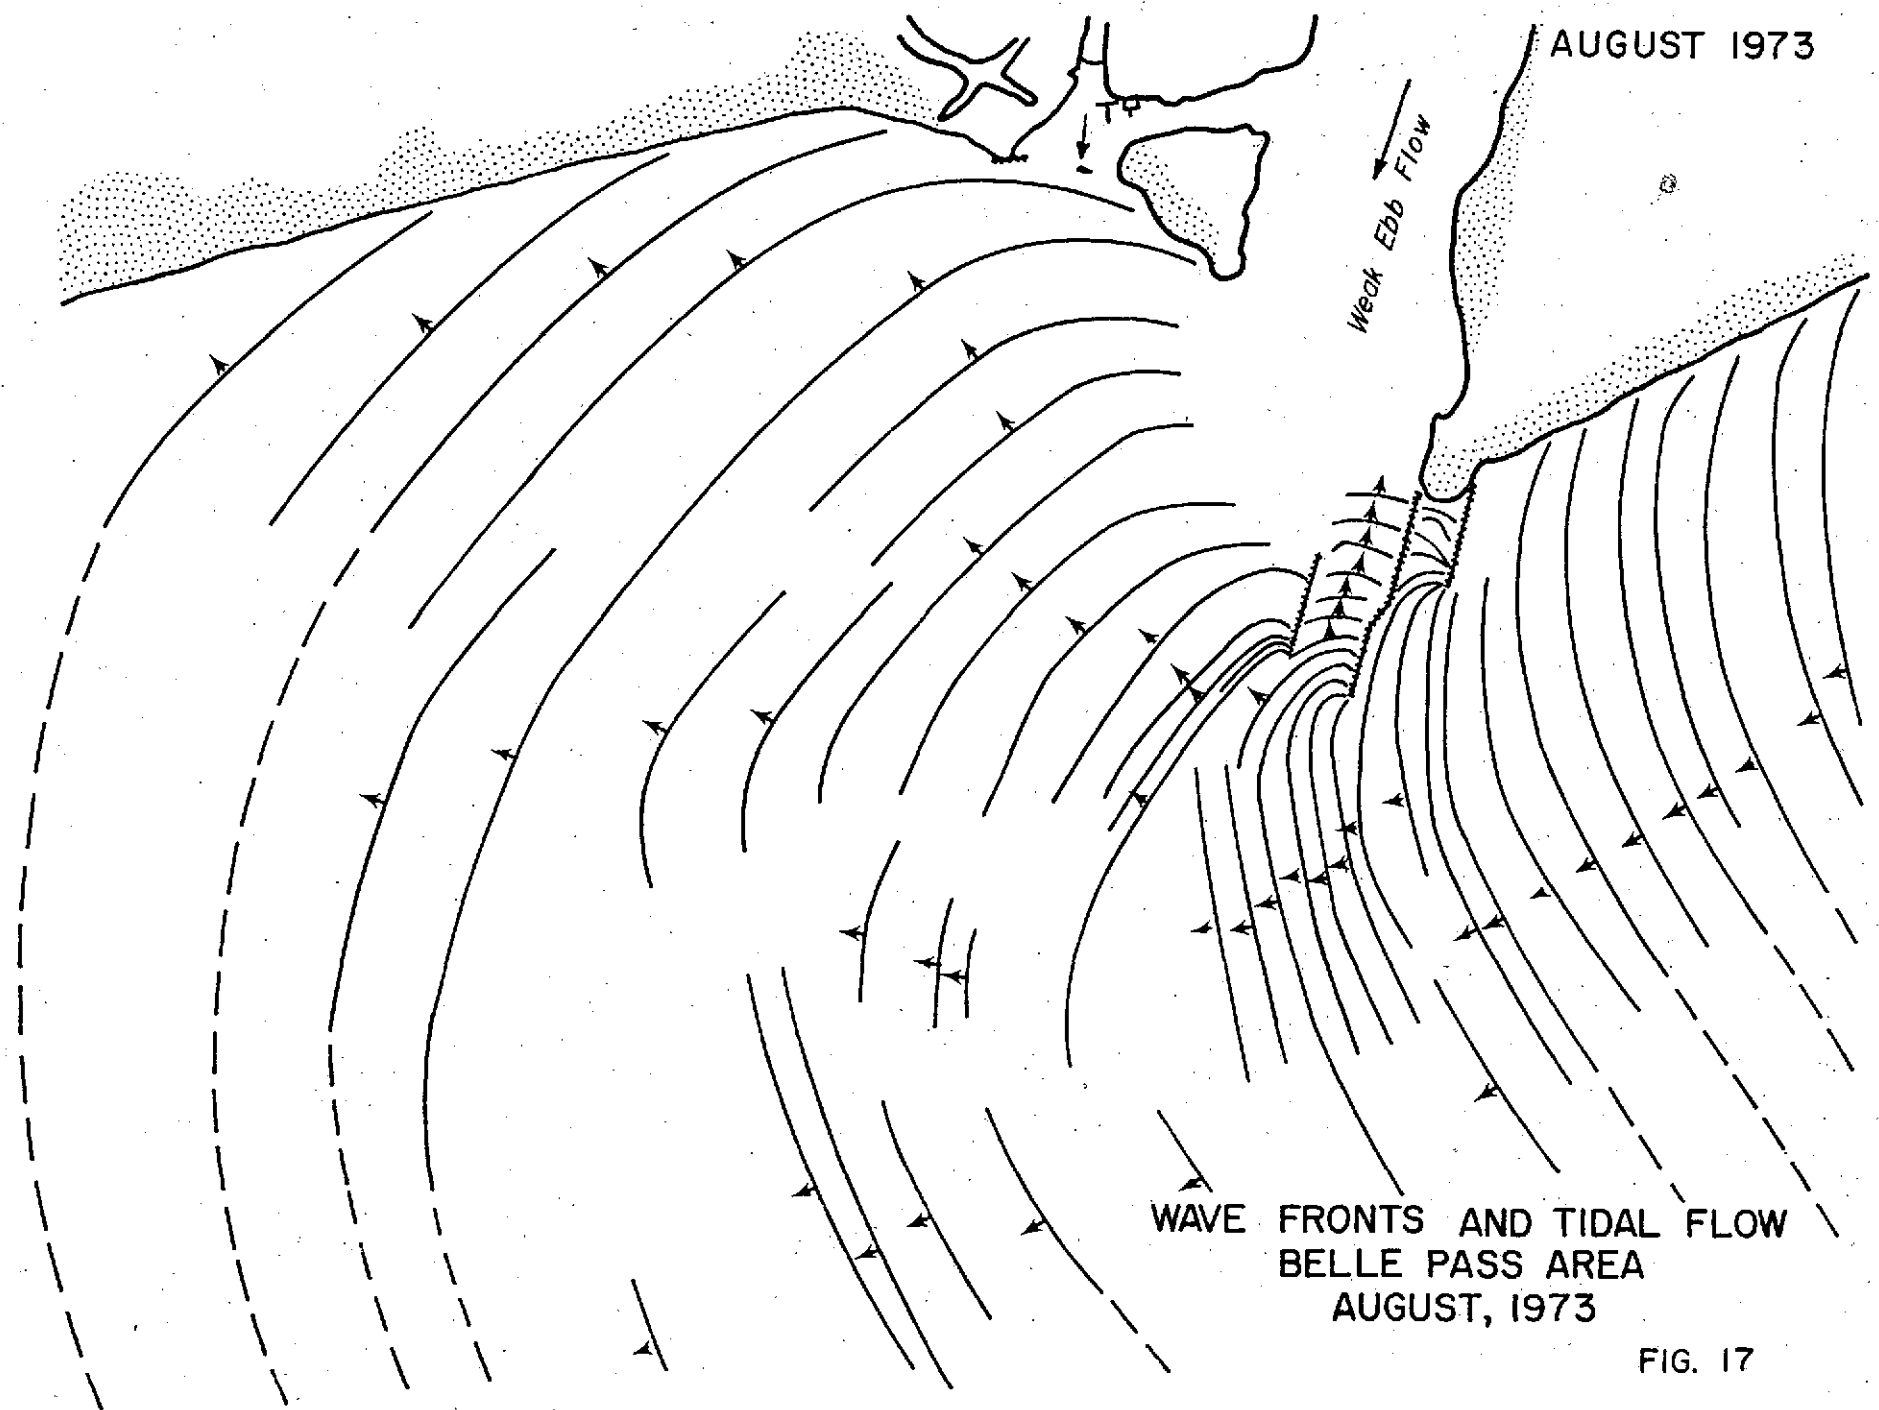 AUGUST 1973
Weak Ebb Flow
WAVE FRONTS AND TIDAL FLOW
BELLE PASS AREA
AUGUST, 1973
FIG. 17